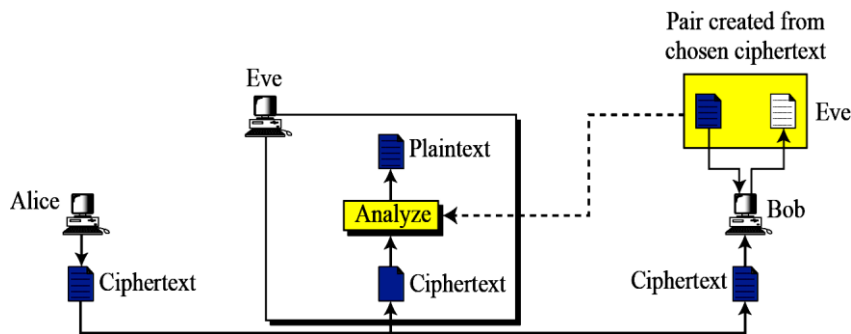 Pair created from
chosen ciphertext
Eve
Eve
Plaintext
Alice
Analyze
Bob
Ciphertext
Ciphertext
Ciphertext